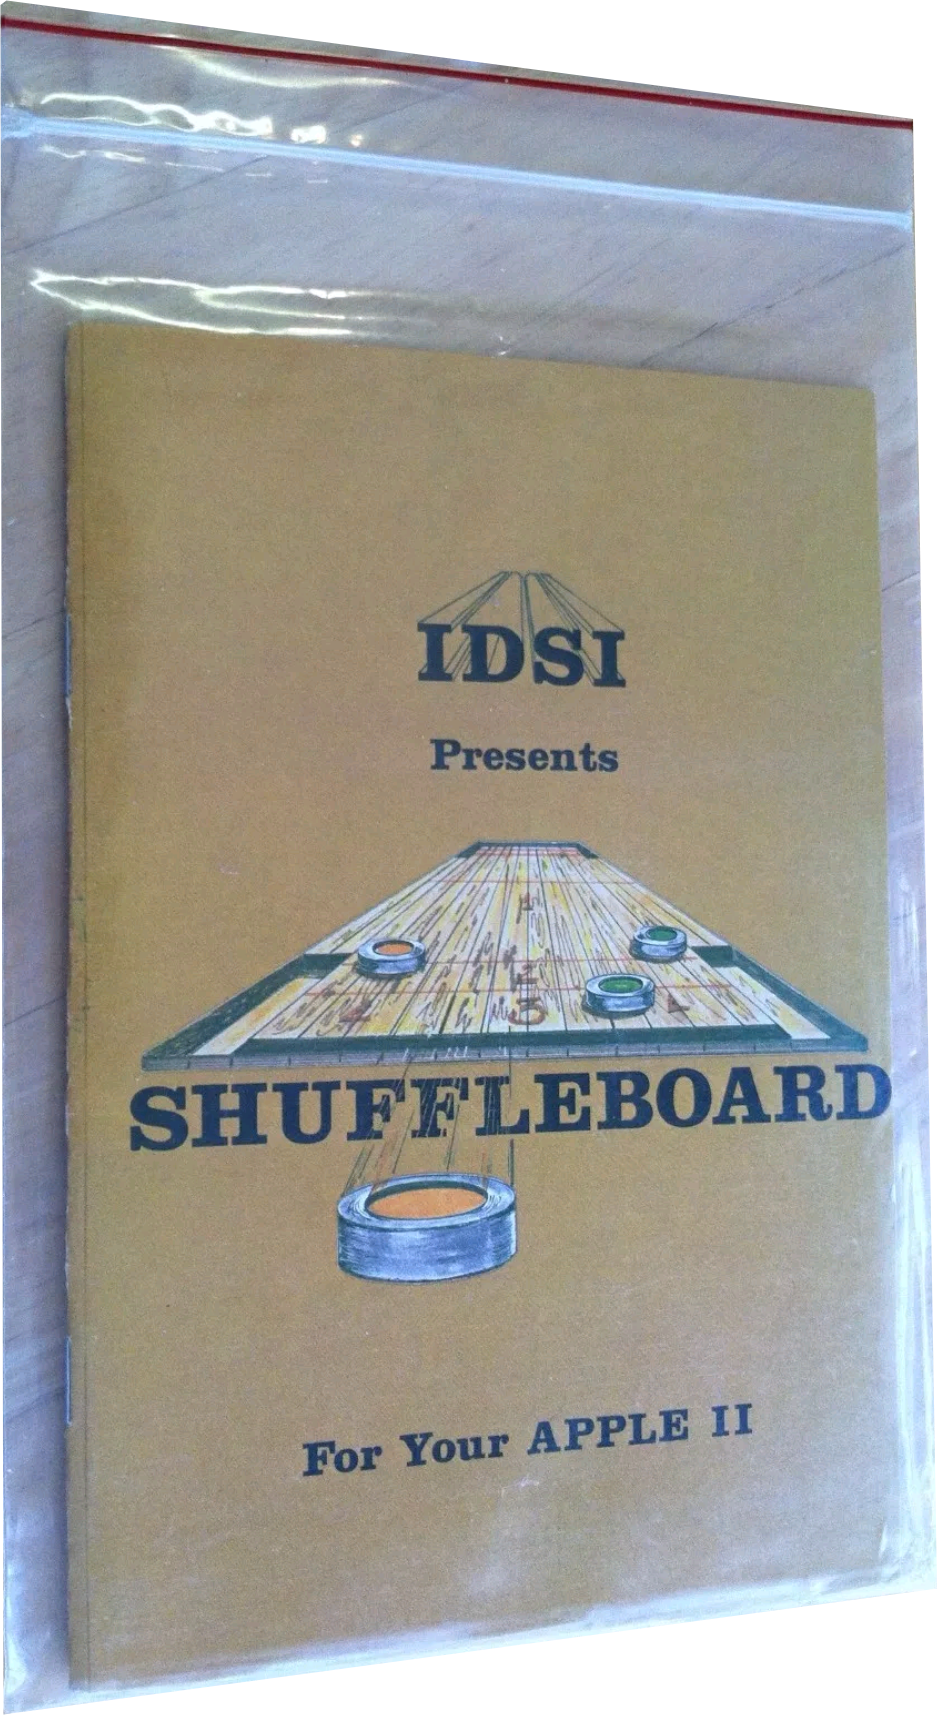 IDSI
Presents
SHUFFLEBOARD
For Your APPLE II